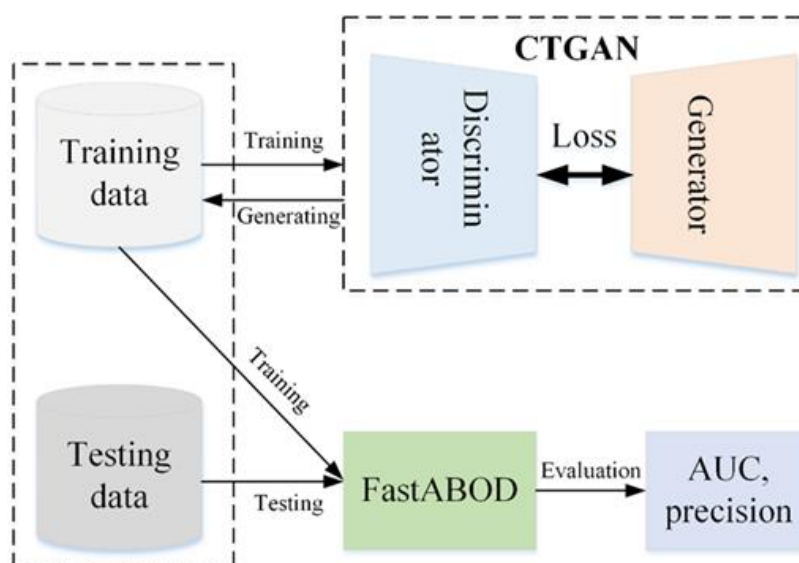 CTGAN
Training
data
Training
Generating
Discrimin
ator
Loss
Generator
Training
Testing
data
Testing
FastABOD
Evaluation
AUC,
precision